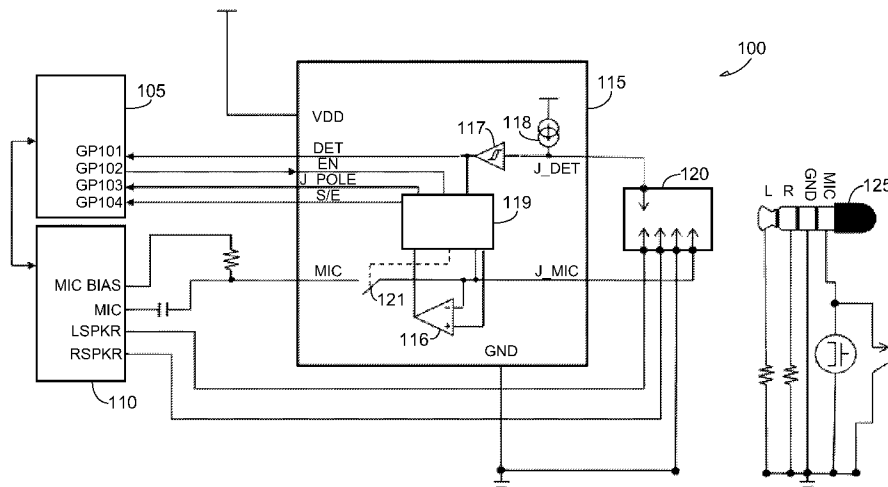 100
105
115
VDD
117
118
DET
J_DET
EN
J_POLE
S/E
GP101
GP102
GP103
GP104
119
120
L
R
GND
MIC
125
MIC BIAS
MIC
LSPKR
RSPKR
110
MIC
J_MIC
121
116
GND